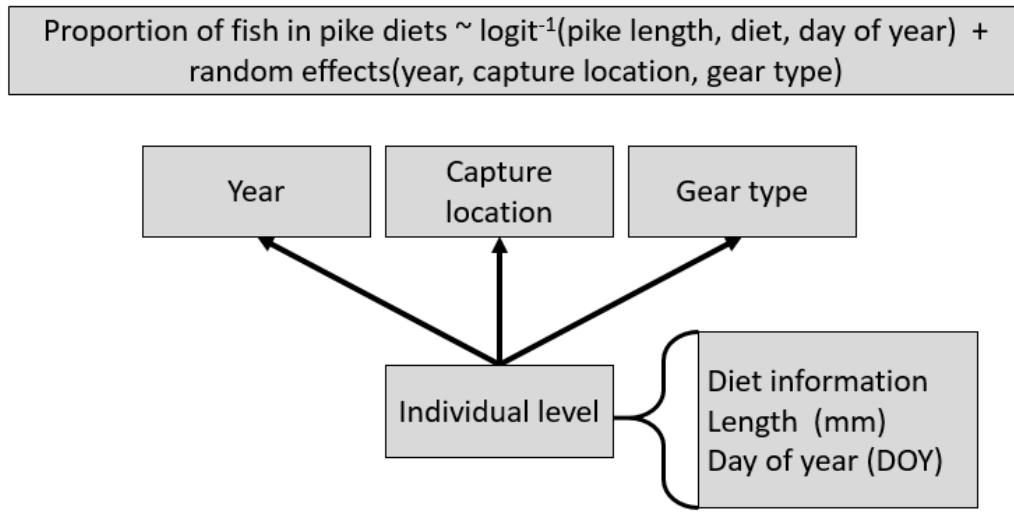 Proportion of fish in pike diets ~ logit⁻¹(pike length, diet, day of year) +
random effects(year, capture location, gear type)
Year
Capture
location
Gear type
Individual level
Diet information
Length (mm)
Day of year (DOY)